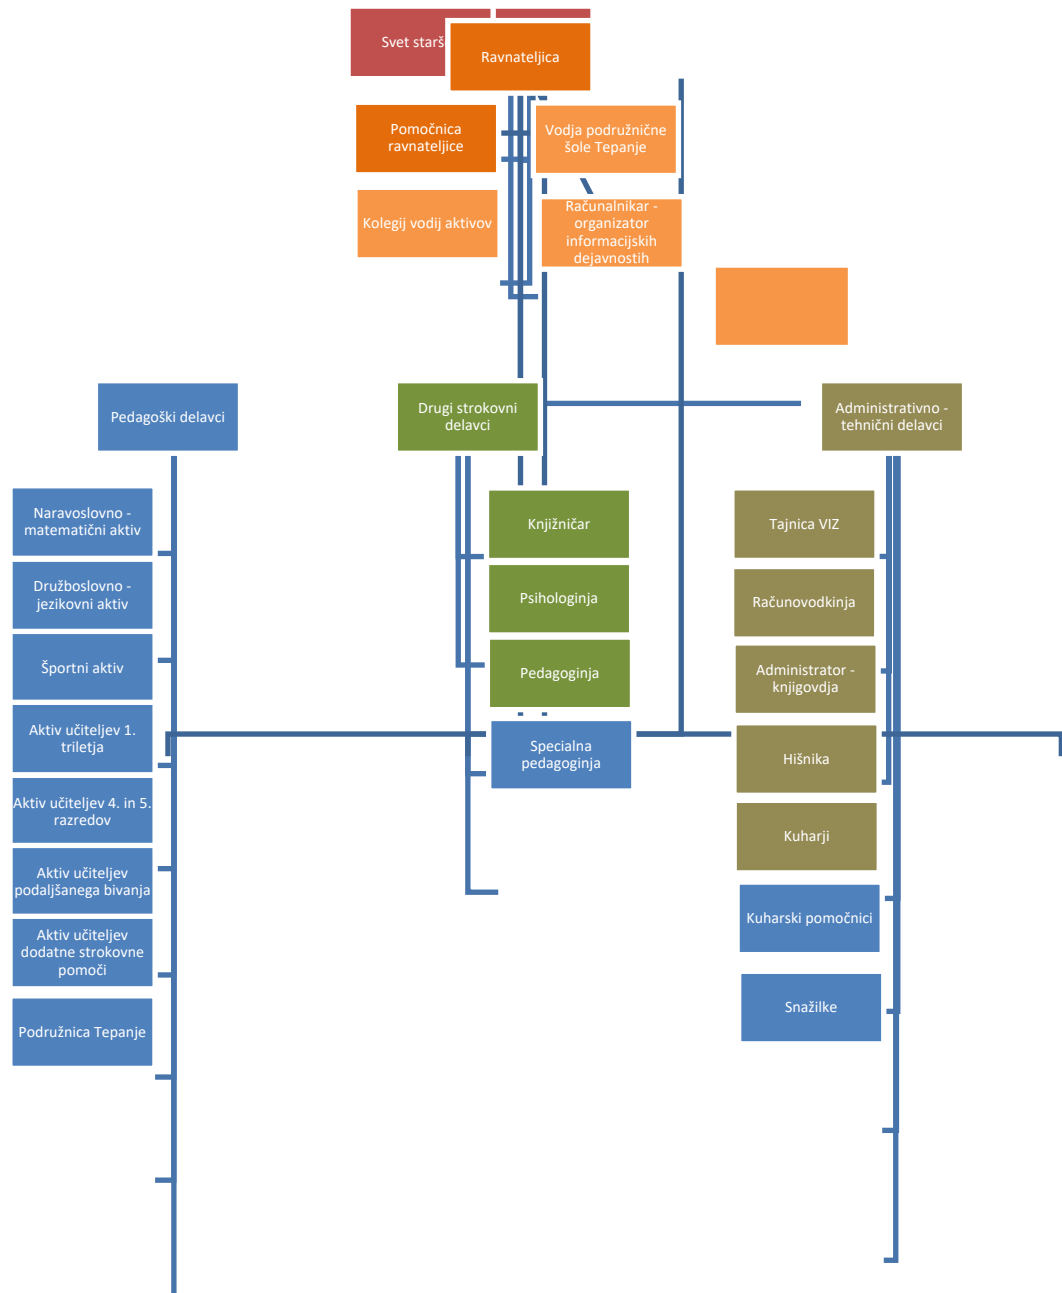 Svet starš
Ravnateljica
Pomočnica
ravnateljice
Vodja podružnične
šole Tepanje
Kolegij vodij aktivov
Računalnikar -
organizator
informacijskih
dejavnostih
Pedagoški delavci
Drugi strokovni
delavci
Administrativno -
tehnični delavci
Naravoslovno -
matematični aktiv
Družboslovno -
jezikovni aktiv
Športni aktiv
Aktiv učiteljev 1.
triletja
Aktiv učiteljev 4. in 5.
razredov
Aktiv učiteljev
podaljšanega bivanja
Aktiv učiteljev
dodatne strokovne
pomoči
Podružnica Tepanje
Knjižničar
Psihologinja
Pedagoginja
Specialna
pedagoginja
Tajnica VIZ
Računovodkinja
Administrator -
knjigovdja
Hišnika
Kuharji
Kuharski pomočnici
Snažilke